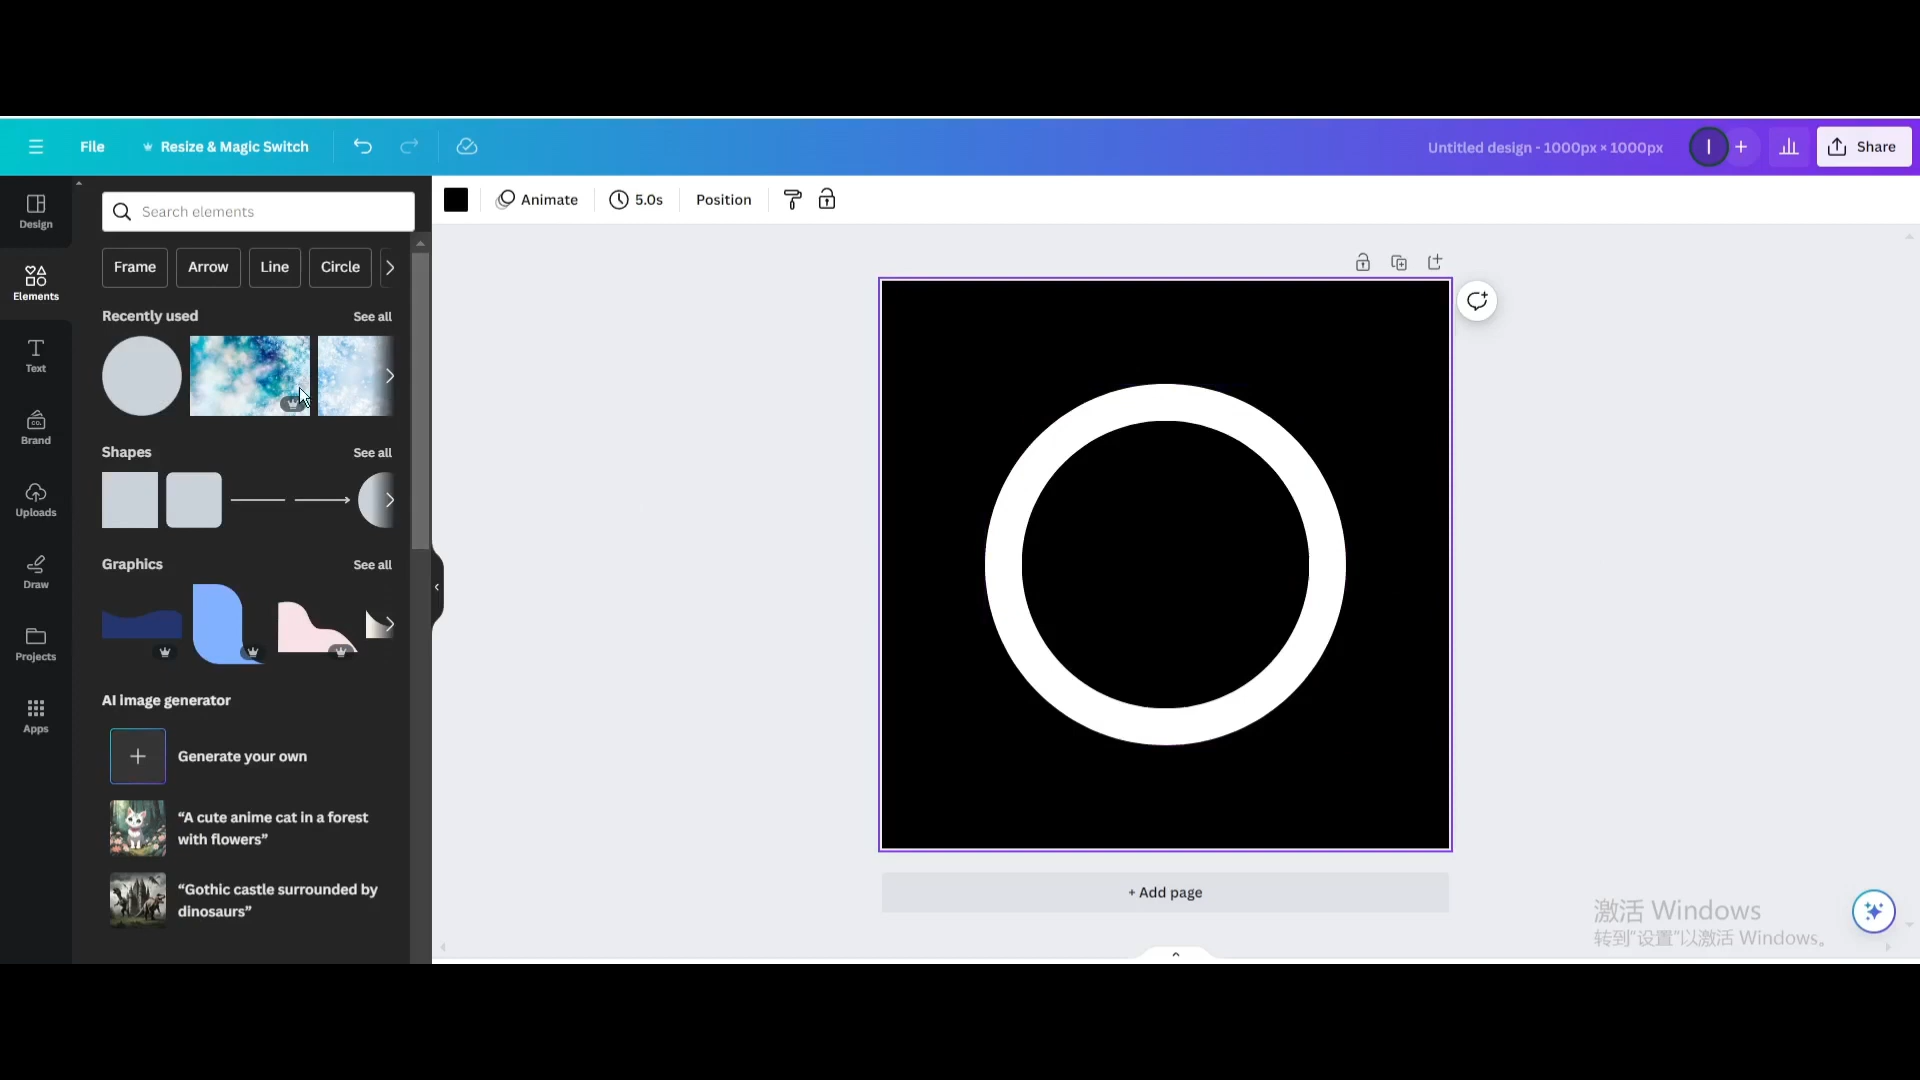 File
Resize & Magic Switch
Untitled design - 1000px × 1000px
Share
Design
Elements
Text
Brand
Uploads
Draw
Projects
Apps
Search elements
Frame
Arrow
Line
Circle
Recently used
See all
Shapes
See all
Graphics
See all
AI image generator
Generate your own
“A cute anime cat in a forest
with flowers”
“Gothic castle surrounded by
dinosaurs”
Animate
5.0s
Position
+ Add page
激活 Windows
转到"设置"以激活 Windows。
CO.
I